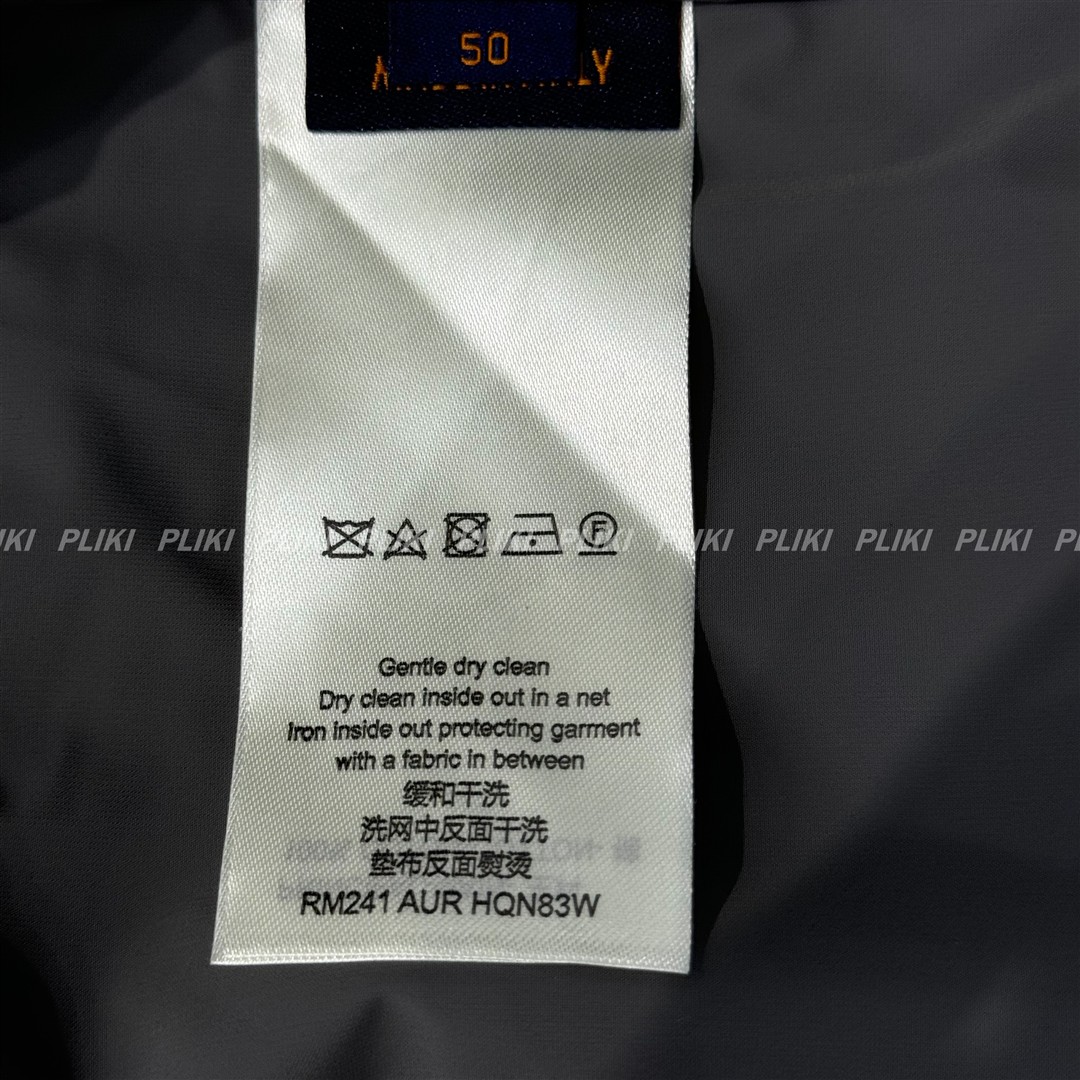 50
Gentle dry clean
Dry clean inside out in a net
Iron inside out protecting garment
with a fabric in between
缓和干洗
洗网中反面干洗
垫布反面熨烫
RM241 AUR HQN83W
F
PLIKI PLIKI PLIKI PLIKI PLIKI PLIKI